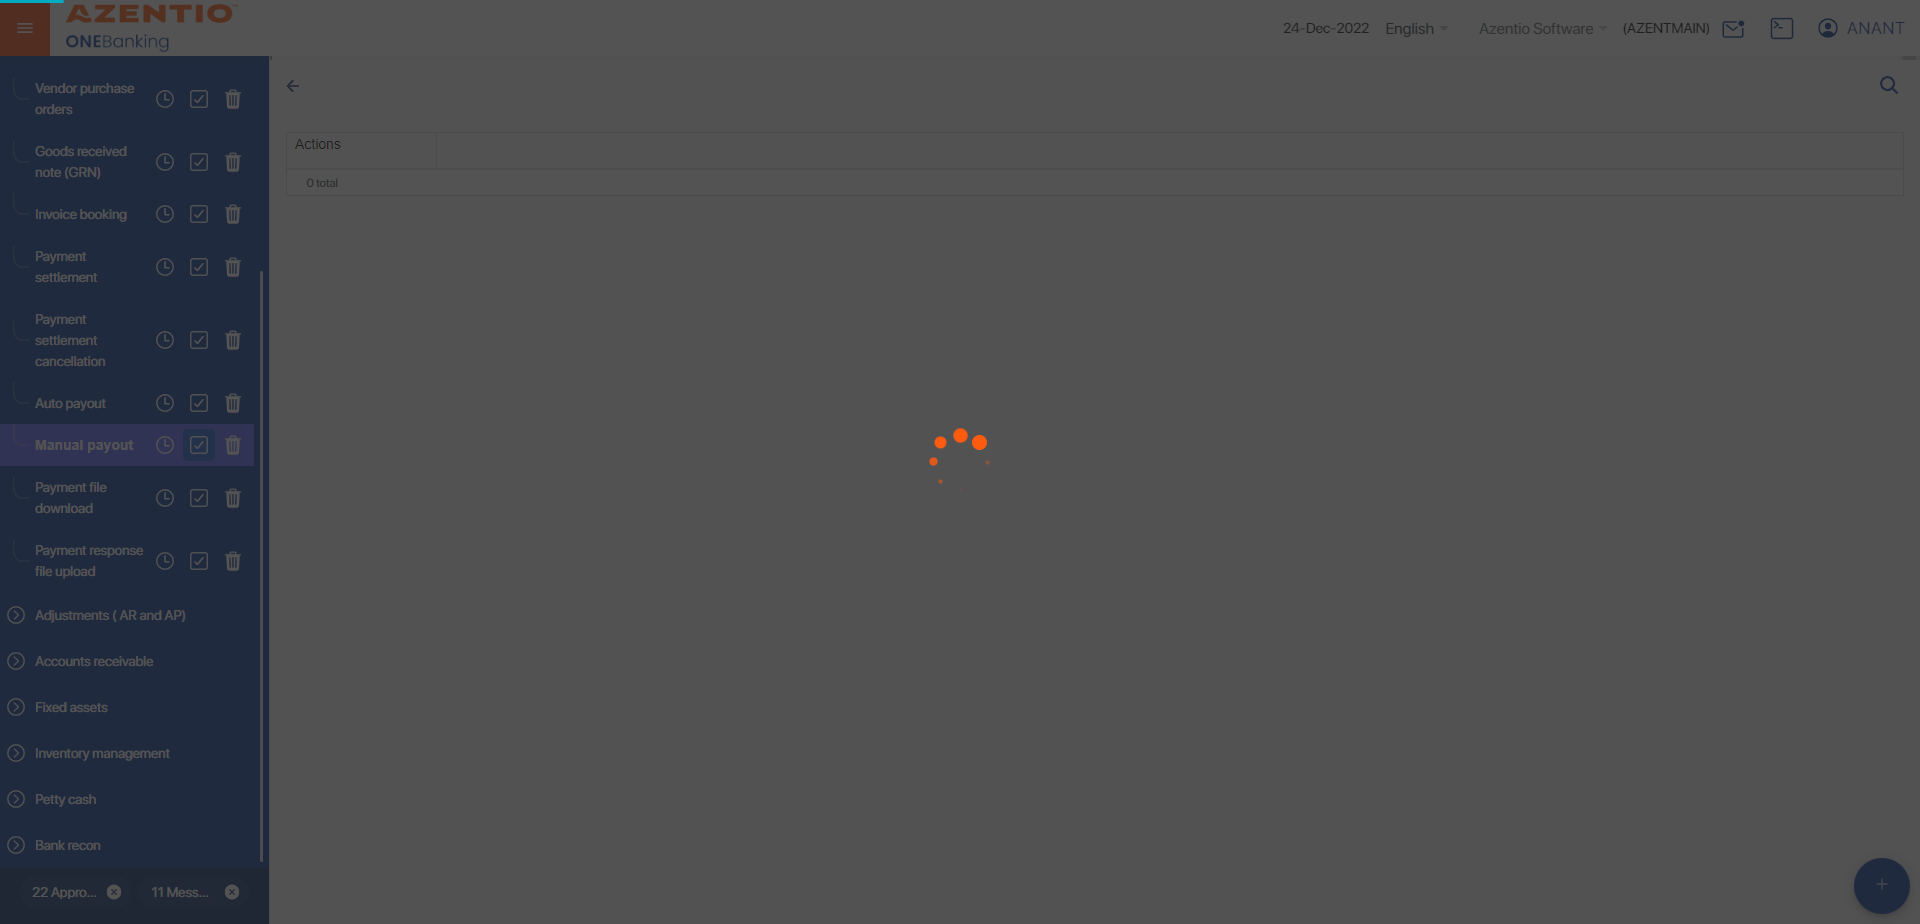 AZENTIO
ONEBanking
24-Dec-2022 English Azentio Software (AZENTMAIN) ANANT
Vendor purchase
orders
Goods received
note (GRN)
Invoice booking
Payment
settlement
Payment
settlement
cancellation
Auto payout
Manual payout
Payment file
download
Payment response
file upload
Adjustments ( AR and AP)
Accounts receivable
Fixed assets
Inventory management
Petty cash
Bank recon
22 Appro... 11 Mess...
Actions
0 total